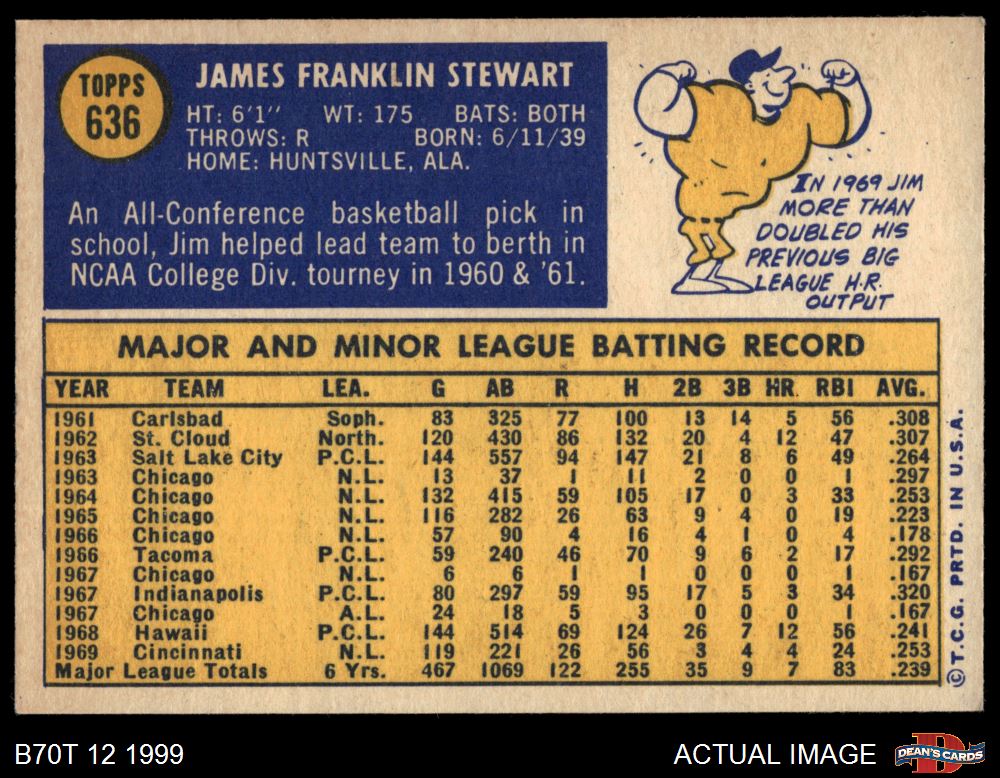 TOPPS
636
JAMES FRANKLIN STEWART
HT: 6'1" WT: 175 BATS: BOTH
THROWS: R BORN: 6/11/39
HOME: HUNTSVILLE, ALA.
An All-Conference basketball pick in
school, Jim helped lead team to berth in
NCAA College Div. tourney in 1960 & '61.
IN 1969 JIM
MORE THAN
DOUBLED HIS
PREVIOUS BIG
LEAGUE H.R.
OUTPUT
MAJOR AND MINOR LEAGUE BATTING RECORD
YEAR TEAM LEA. G AB R H 2B 3B HR. RBI AVG.
1961 Carlsbad Soph. 83 325 77 100 13 14 5 56 .308
1962 St. Cloud North. 120 430 86 132 20 4 12 47 .307
1963 Salt Lake City P.C.L. 144 557 94 147 21 8 6 49 .264
1963 Chicago N.L. 13 37 1 11 2 0 0 1 .297
1964 Chicago N.L. 132 415 59 105 17 0 3 33 .253
1965 Chicago N.L. 116 282 26 63 9 4 0 19 .223
1966 Chicago N.L. 57 90 4 16 4 1 0 4 .178
1966 Tacoma P.C.L. 59 240 46 70 9 6 2 17 .292
1967 Chicago N.L. 6 6 1 1 0 0 0 1 .167
1967 Indianapolis P.C.L. 80 297 59 95 17 5 3 34 .320
1967 Chicago A.L. 24 18 5 3 0 0 0 1 .167
1968 Hawaii P.C.L. 144 514 69 124 26 7 12 56 .241
1969 Cincinnati N.L. 119 221 26 56 3 4 4 24 .253
Major League Totals 6 Yrs. 467 1069 122 255 35 9 7 83 .239
©T.C.G. PRTD. IN U.S.A.
B70T 12 1999
ACTUAL IMAGE
DEAN'S CARDS